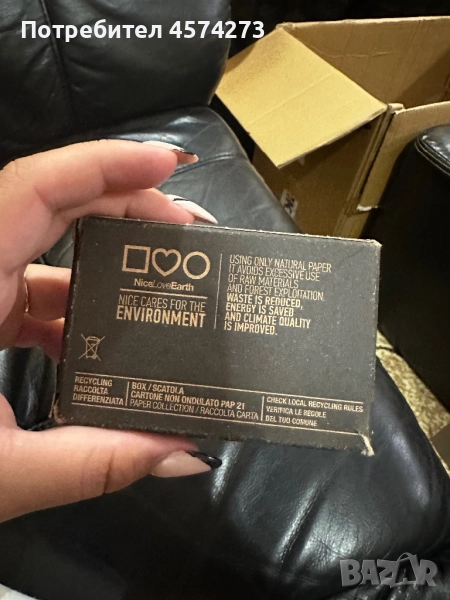 Потребител 4574273
NiceLoveEarth
NICE CARES FOR THE
ENVIRONMENT
USING ONLY NATURAL PAPER
IT AVOIDS EXCESSIVE USE
OF RAW MATERIALS
AND FOREST EXPLOITATION.
WASTE IS REDUCED,
ENERGY IS SAVED
AND CLIMATE QUALITY
IS IMPROVED.
RECYCLING
RACCOLTA
DIFFERENZIATA
BOX/SCATOLA
CARTONE NON ONDULATO PAP 21
PAPER COLLECTION / RACCOLTA CARTA
CHECK LOCAL RECYCLING RULES
VERIFICA LE REGOLE
DEL TUO COMUNE
BAZAR